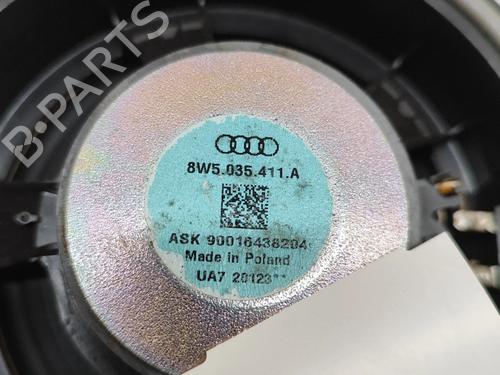 B-PARTS
8W5.035.411.A
ASK 90016438204
Made in Poland
UA7 20123**